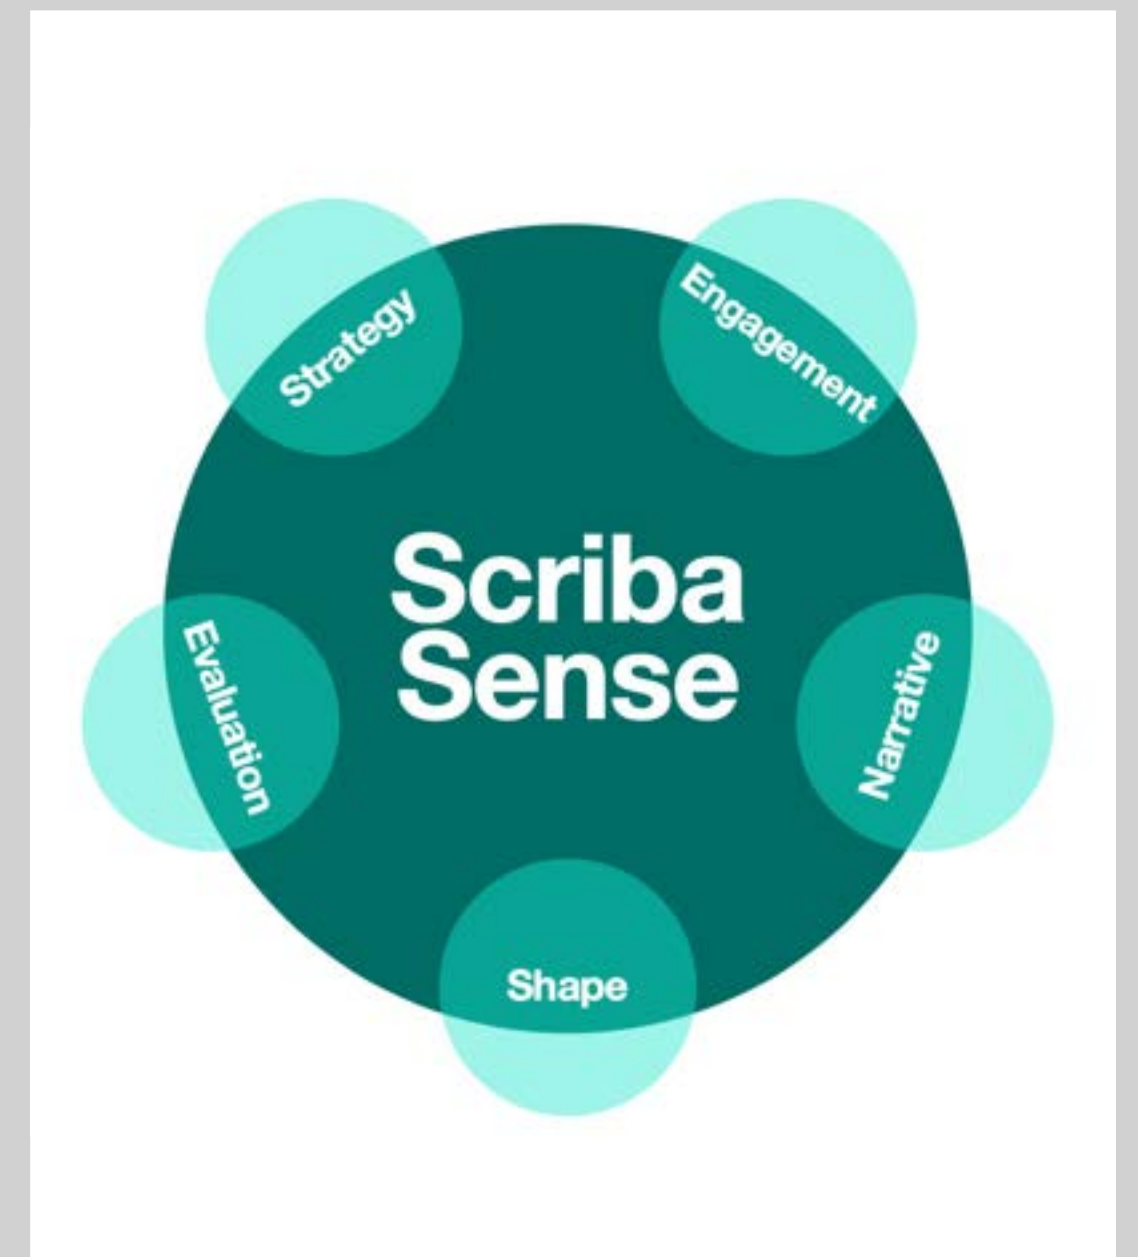 Strategy
Engagement
Scriba
Sense
Evaluation
Narrative
Shape